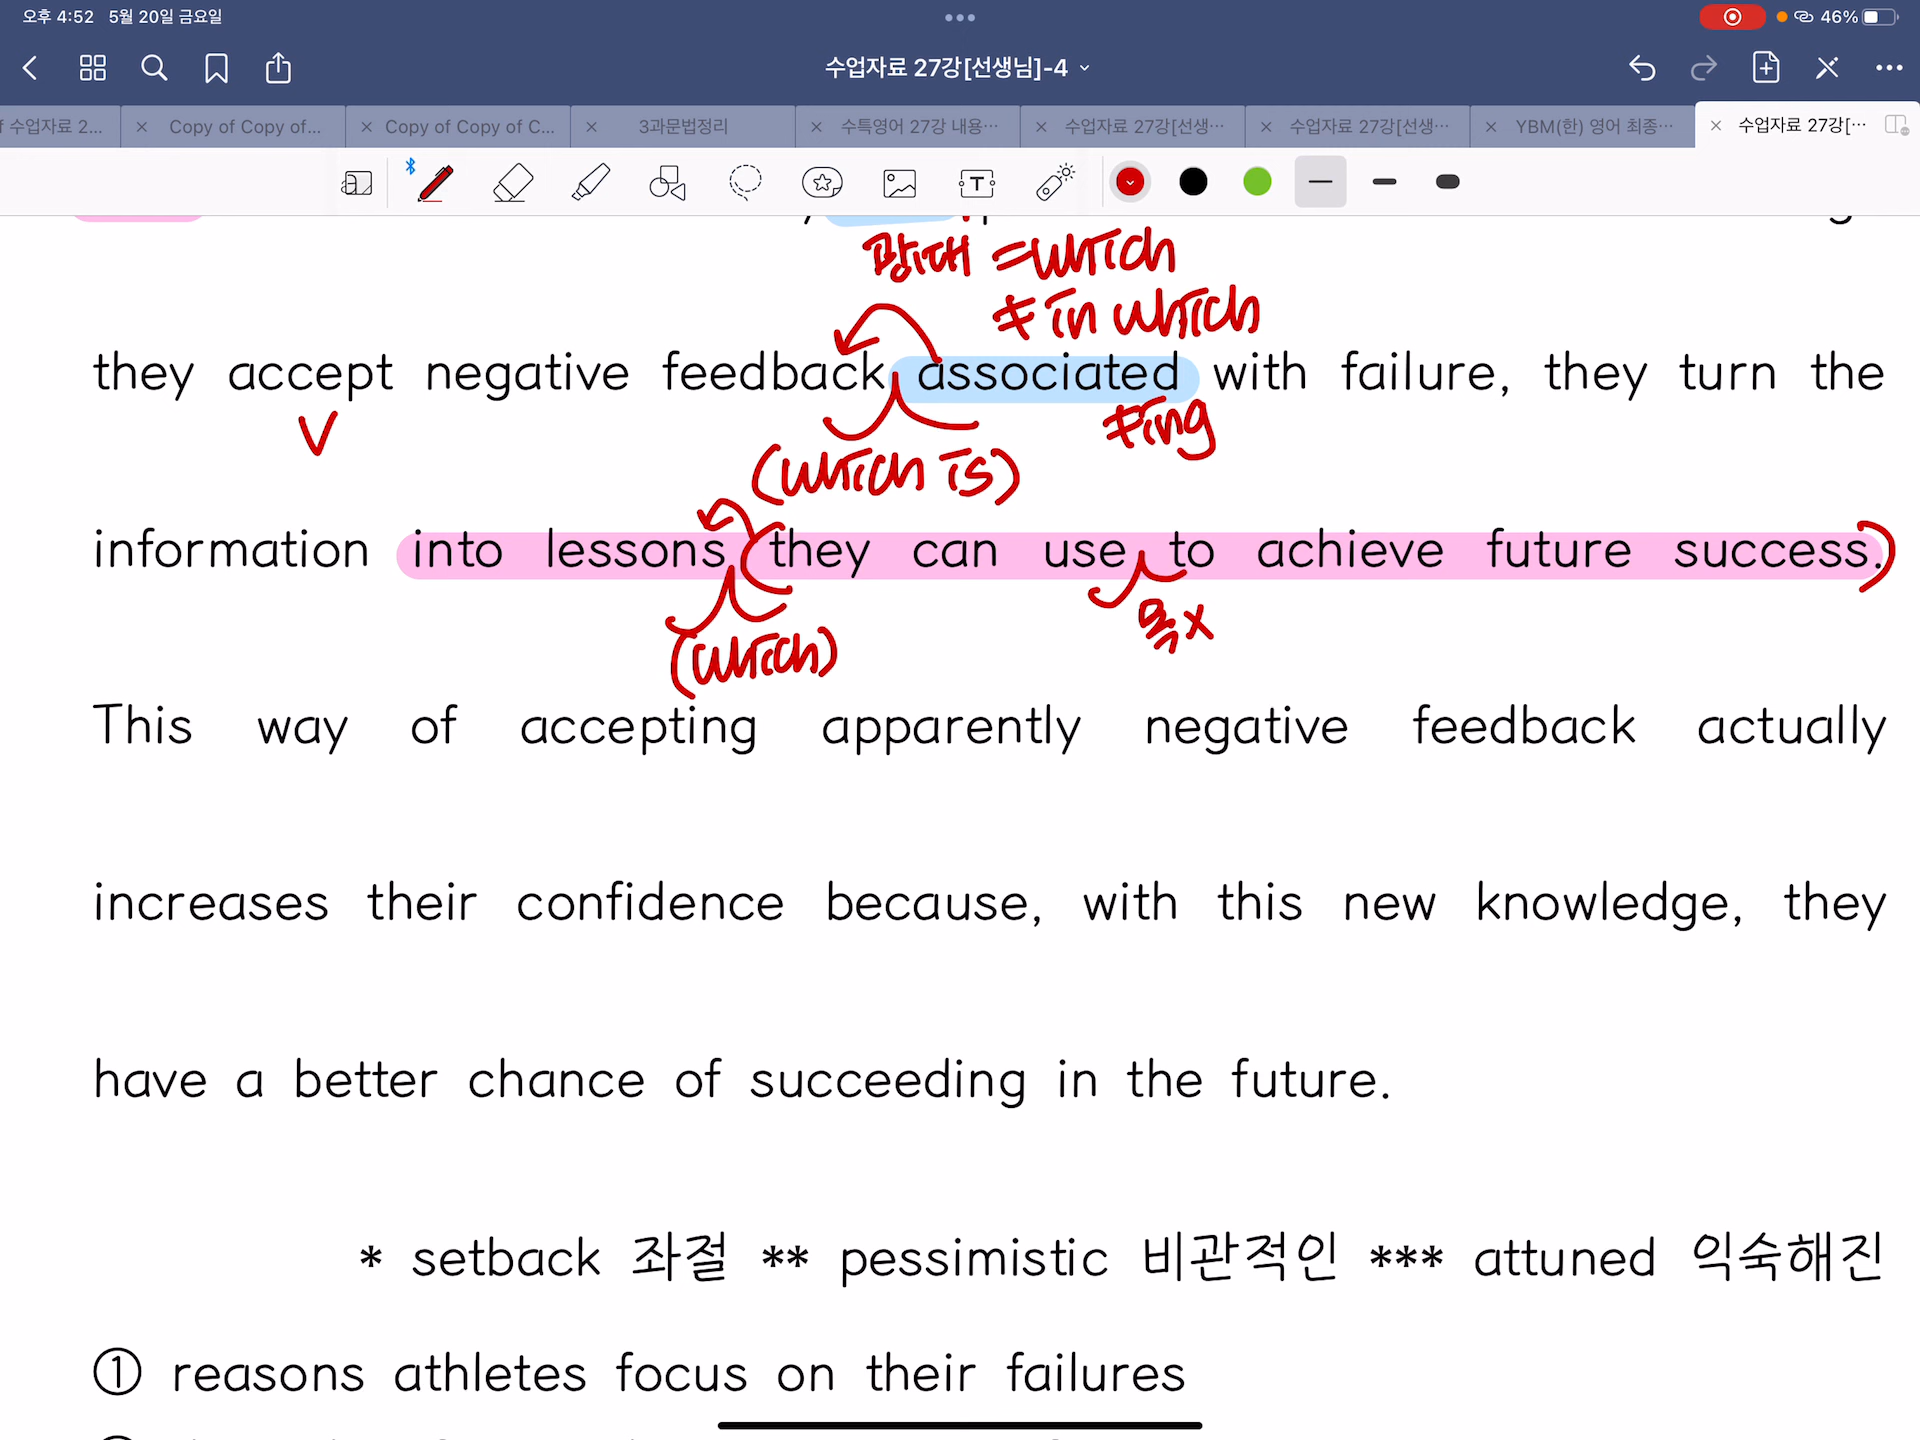 오후 4:52 5월 20일 금요일
46%
수업자료 27강[선생님]-4
f 수업자료 2...
Copy of Copy of...
Copy of Copy of C...
3과문법정리
수특영어 27강 내용...
수업자료 27강[선생...
수업자료 27강[선생...
YBM(한) 영어 최종...
수업자료 27강[...
관대 =which
≠ in which
they accept negative feedback associated with failure, they turn the
V
≠ing
(which is)
information into lessons (they can use to achieve future success.)
목x
(which)
This way of accepting apparently negative feedback actually
increases their confidence because, with this new knowledge, they
have a better chance of succeeding in the future.
* setback 좌절 ** pessimistic 비관적인 *** attuned 익숙해진
① reasons athletes focus on their failures